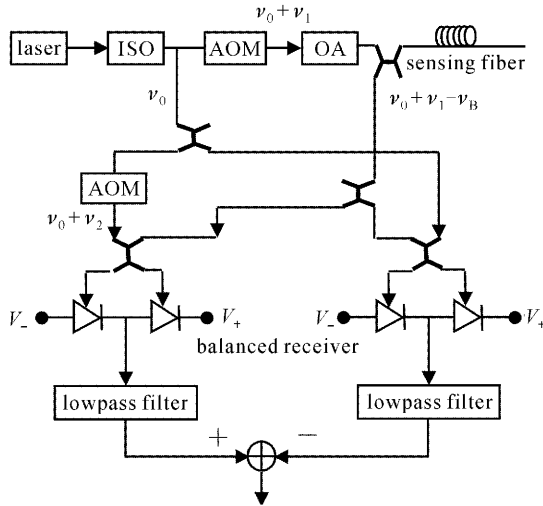 ν₀+ν₁
laser
ISO
AOM
OA
sensing fiber
ν₀
ν₀+ν₁−νB
AOM
ν₀+ν₂
V₋
V₊
V₋
V₊
balanced receiver
lowpass filter
lowpass filter
+
−